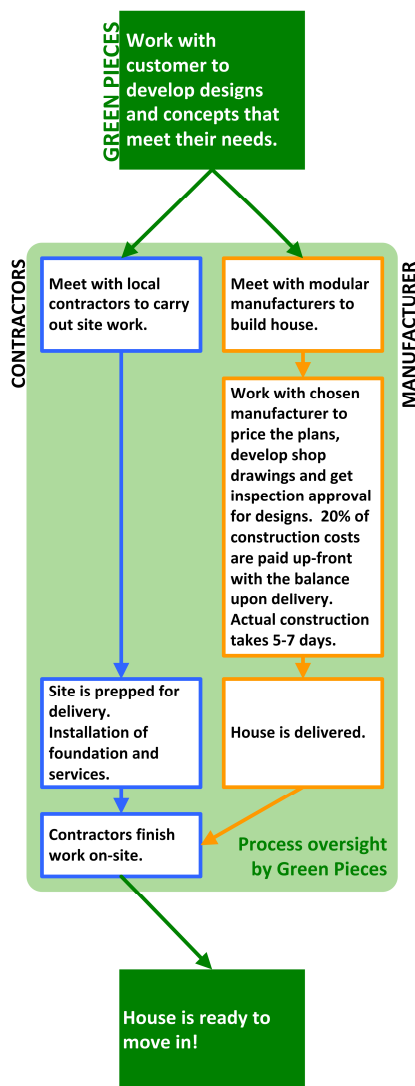 GREEN PIECES
Work with
customer to
develop designs
and concepts that
meet their needs.
CONTRACTORS
MANUFACTURER
Meet with local
contractors to carry
out site work.
Meet with modular
manufacturers to
build house.
Work with chosen
manufacturer to
price the plans,
develop shop
drawings and get
inspection approval
for designs.  20% of
construction costs
are paid up-front
with the balance
upon delivery.
Actual construction
takes 5-7 days.
Site is prepped for
delivery.
Installation of
foundation and
services.
House is delivered.
Contractors finish
work on-site.
Process oversight
by Green Pieces
House is ready to
move in!